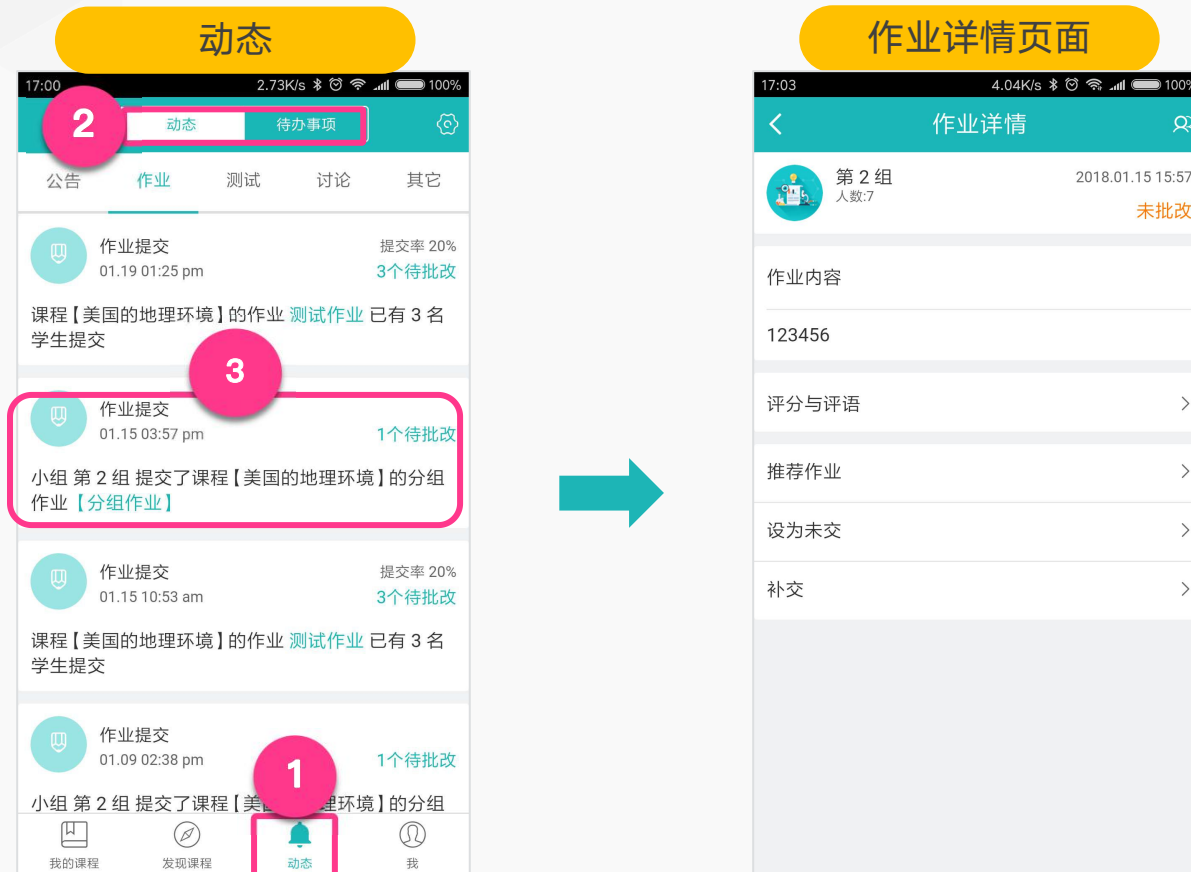 动态
17:00 2.73K/s 100%
2
动态 待办事项
公告 作业 测试 讨论 其它
作业提交 提交率 20%
01.19 01:25 pm 3个待批改
课程【美国的地理环境】的作业 测试作业 已有 3 名
学生提交
3
作业提交
01.15 03:57 pm 1个待批改
小组 第 2 组 提交了课程【美国的地理环境】的分组
作业【分组作业】
作业提交 提交率 20%
01.15 10:53 am 3个待批改
课程【美国的地理环境】的作业 测试作业 已有 3 名
学生提交
作业提交
01.09 02:38 pm 1个待批改
1
小组 第 2 组 提交了课程【美 理环境】的分组
我的课程 发现课程 动态 我
作业详情页面
17:03 4.04K/s 100%
作业详情
第 2 组 2018.01.15 15:57
人数:7 未批改
作业内容
123456
评分与评语
推荐作业
设为未交
补交